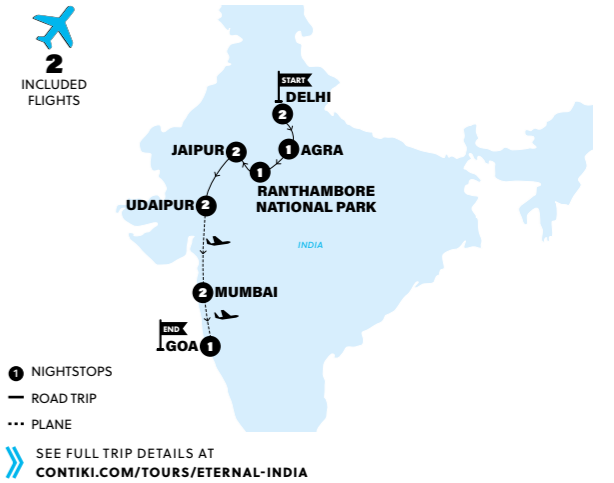 2
INCLUDED
FLIGHTS
START
DELHI
2
JAIPUR 2
1 AGRA
1
RANTHAMBORE
NATIONAL PARK
UDAIPUR 2
INDIA
2 MUMBAI
END
GOA 1
1 NIGHTSTOPS
ROAD TRIP
PLANE
SEE FULL TRIP DETAILS AT
CONTIKI.COM/TOURS/ETERNAL-INDIA